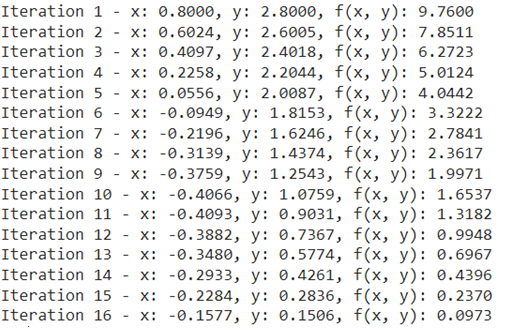 Iteration 1 - x: 0.8000, y: 2.8000, f(x, y): 9.7600
Iteration 2 - x: 0.6024, y: 2.6005, f(x, y): 7.8511
Iteration 3 - x: 0.4097, y: 2.4018, f(x, y): 6.2723
Iteration 4 - x: 0.2258, y: 2.2044, f(x, y): 5.0124
Iteration 5 - x: 0.0556, y: 2.0087, f(x, y): 4.0442
Iteration 6 - x: -0.0949, y: 1.8153, f(x, y): 3.3222
Iteration 7 - x: -0.2196, y: 1.6246, f(x, y): 2.7841
Iteration 8 - x: -0.3139, y: 1.4374, f(x, y): 2.3617
Iteration 9 - x: -0.3759, y: 1.2543, f(x, y): 1.9971
Iteration 10 - x: -0.4066, y: 1.0759, f(x, y): 1.6537
Iteration 11 - x: -0.4093, y: 0.9031, f(x, y): 1.3182
Iteration 12 - x: -0.3882, y: 0.7367, f(x, y): 0.9948
Iteration 13 - x: -0.3480, y: 0.5774, f(x, y): 0.6967
Iteration 14 - x: -0.2933, y: 0.4261, f(x, y): 0.4396
Iteration 15 - x: -0.2284, y: 0.2836, f(x, y): 0.2370
Iteration 16 - x: -0.1577, y: 0.1506, f(x, y): 0.0973